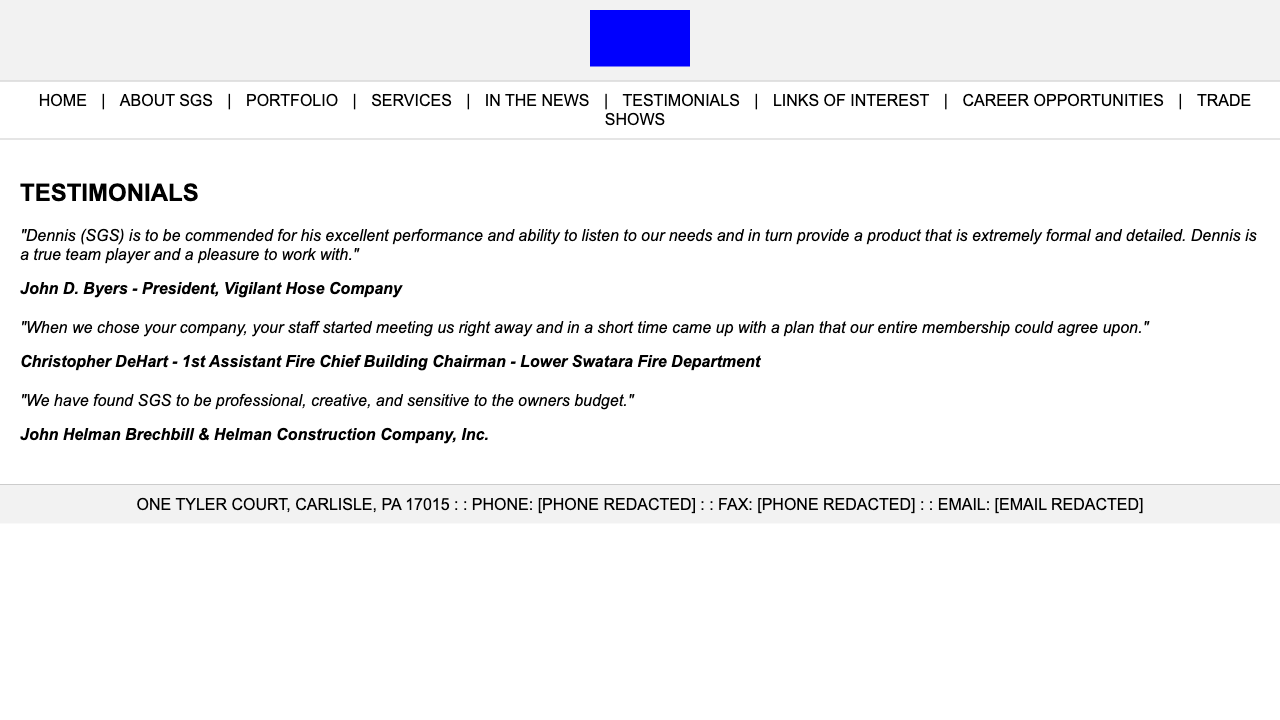 HOME | ABOUT SGS | PORTFOLIO | SERVICES | IN THE NEWS | TESTIMONIALS | LINKS OF INTEREST | CAREER OPPORTUNITIES | TRADE
SHOWS
TESTIMONIALS
"Dennis (SGS) is to be commended for his excellent performance and ability to listen to our needs and in turn provide a product that is extremely formal and detailed. Dennis is
a true team player and a pleasure to work with."
John D. Byers - President, Vigilant Hose Company
"When we chose your company, your staff started meeting us right away and in a short time came up with a plan that our entire membership could agree upon."
Christopher DeHart - 1st Assistant Fire Chief Building Chairman - Lower Swatara Fire Department
"We have found SGS to be professional, creative, and sensitive to the owners budget."
John Helman Brechbill & Helman Construction Company, Inc.
ONE TYLER COURT, CARLISLE, PA 17015 : : PHONE: [PHONE REDACTED] : : FAX: [PHONE REDACTED] : : EMAIL: [EMAIL REDACTED]